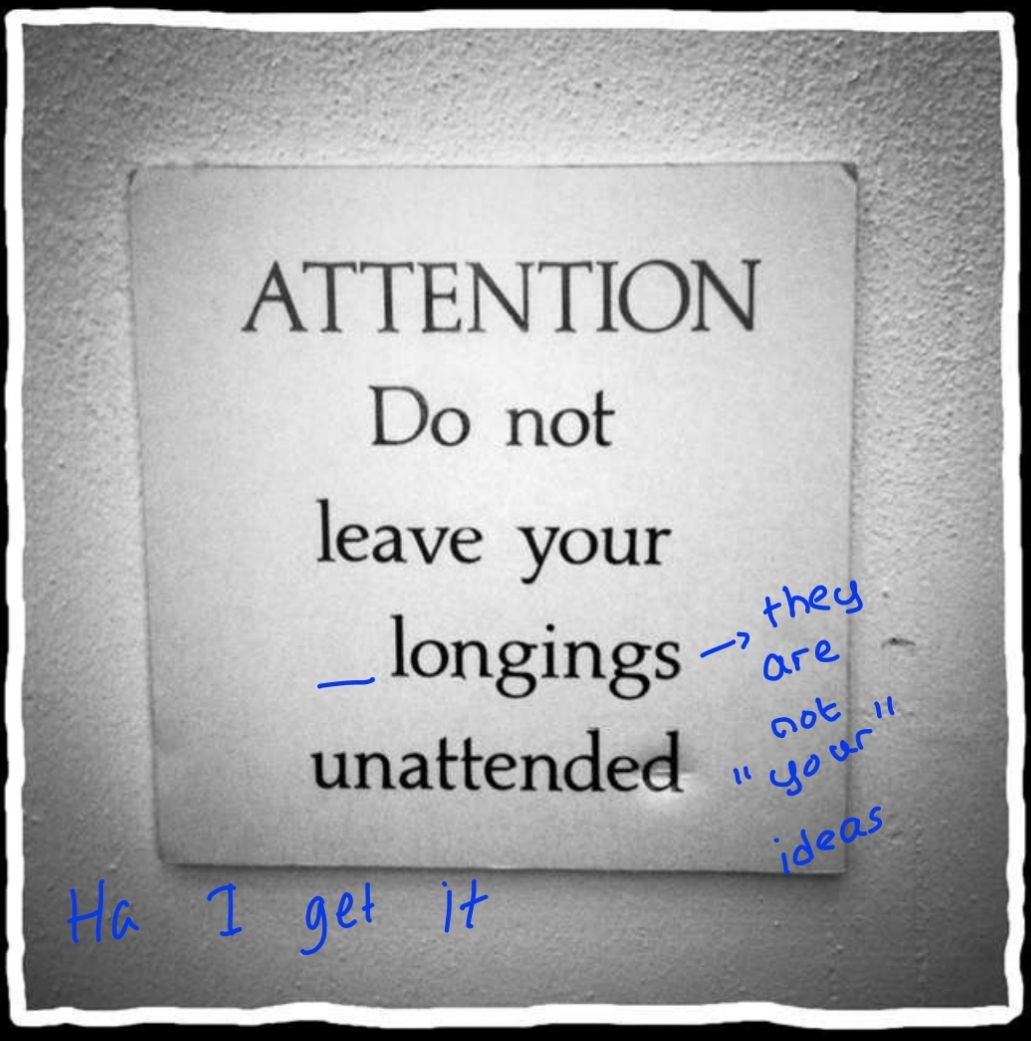 ATTENTION
Do not
leave your
_ longings → they
are
not
"your"
unattended
ideas
Ha I get it